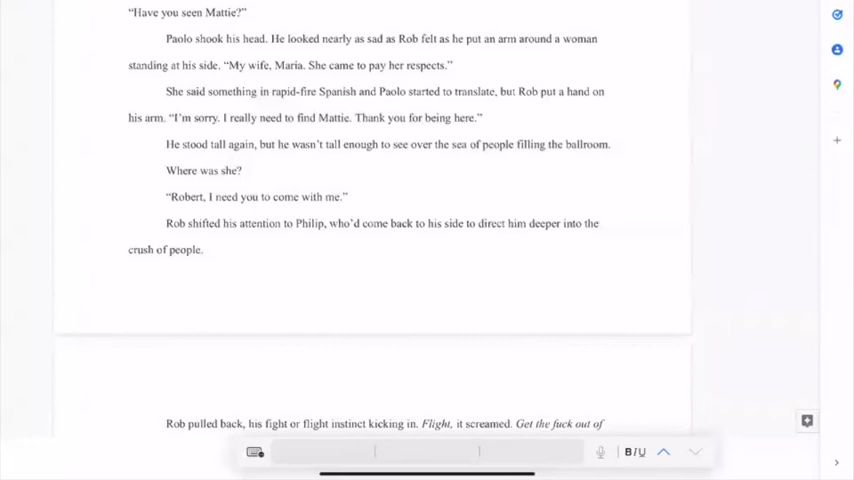 “Have you seen Mattie?”
Paolo shook his head. He looked nearly as sad as Rob felt as he put an arm around a woman
standing at his side. “My wife, Maria. She came to pay her respects.”
She said something in rapid-fire Spanish and Paolo started to translate, but Rob put a hand on
his arm. “I’m sorry. I really need to find Mattie. Thank you for being here.”
He stood tall again, but he wasn’t tall enough to see over the sea of people filling the ballroom.
Where was she?
“Robert, I need you to come with me.”
Rob shifted his attention to Philip, who’d come back to his side to direct him deeper into the
crush of people.
Rob pulled back, his fight or flight instinct kicking in. Flight, it screamed. Get the fuck out of
B I U